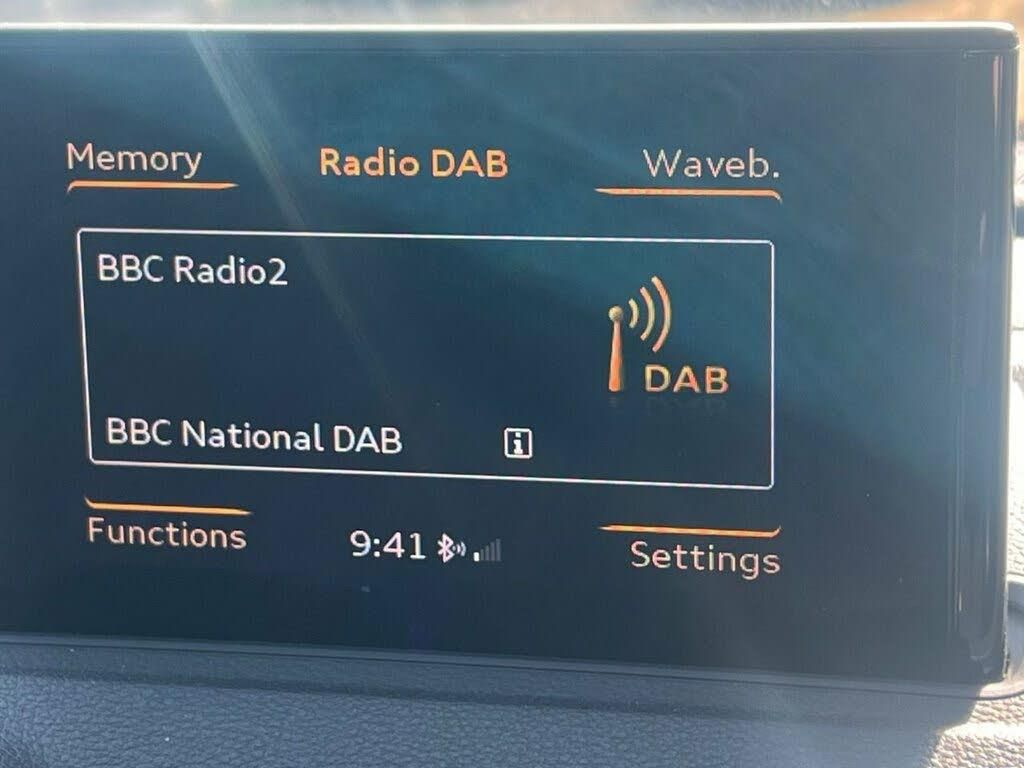 Memory
Radio DAB
Waveb.
BBC Radio2
DAB
BBC National DAB
i
Functions
9:41
Settings